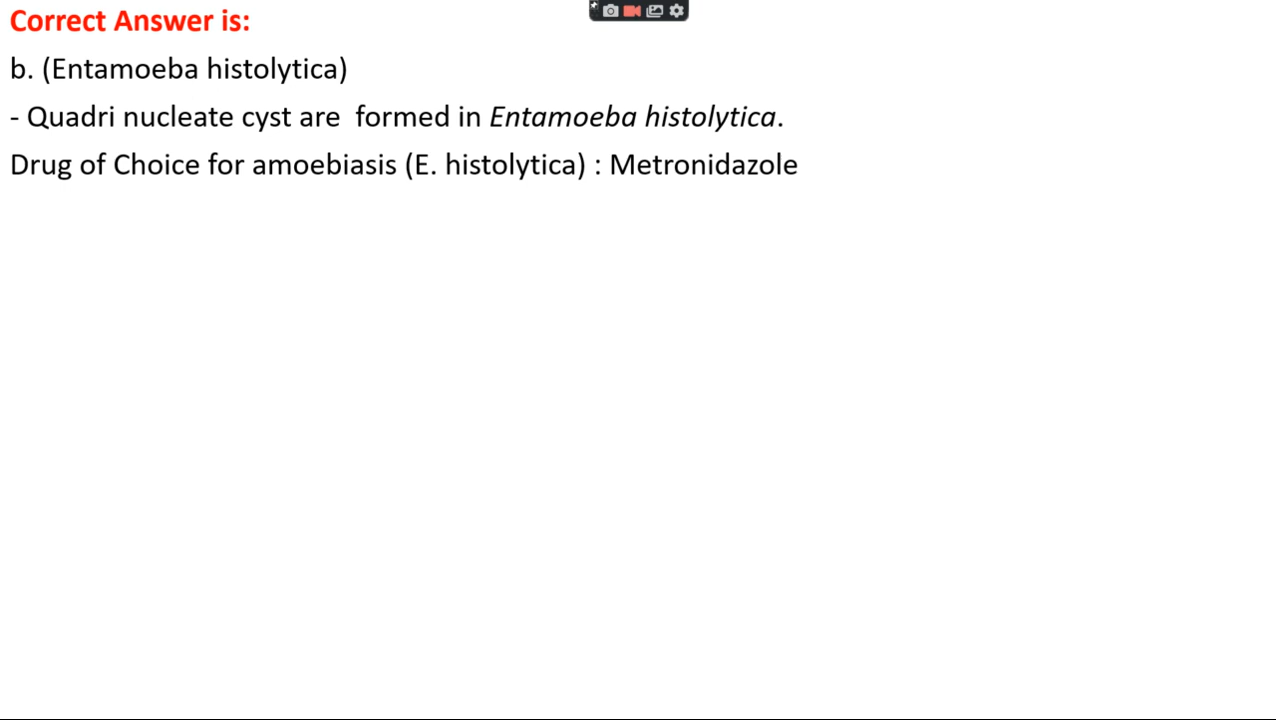 Correct Answer is:
b. (Entamoeba histolytica)
- Quadri nucleate cyst are  formed in Entamoeba histolytica.
Drug of Choice for amoebiasis (E. histolytica) : Metronidazole